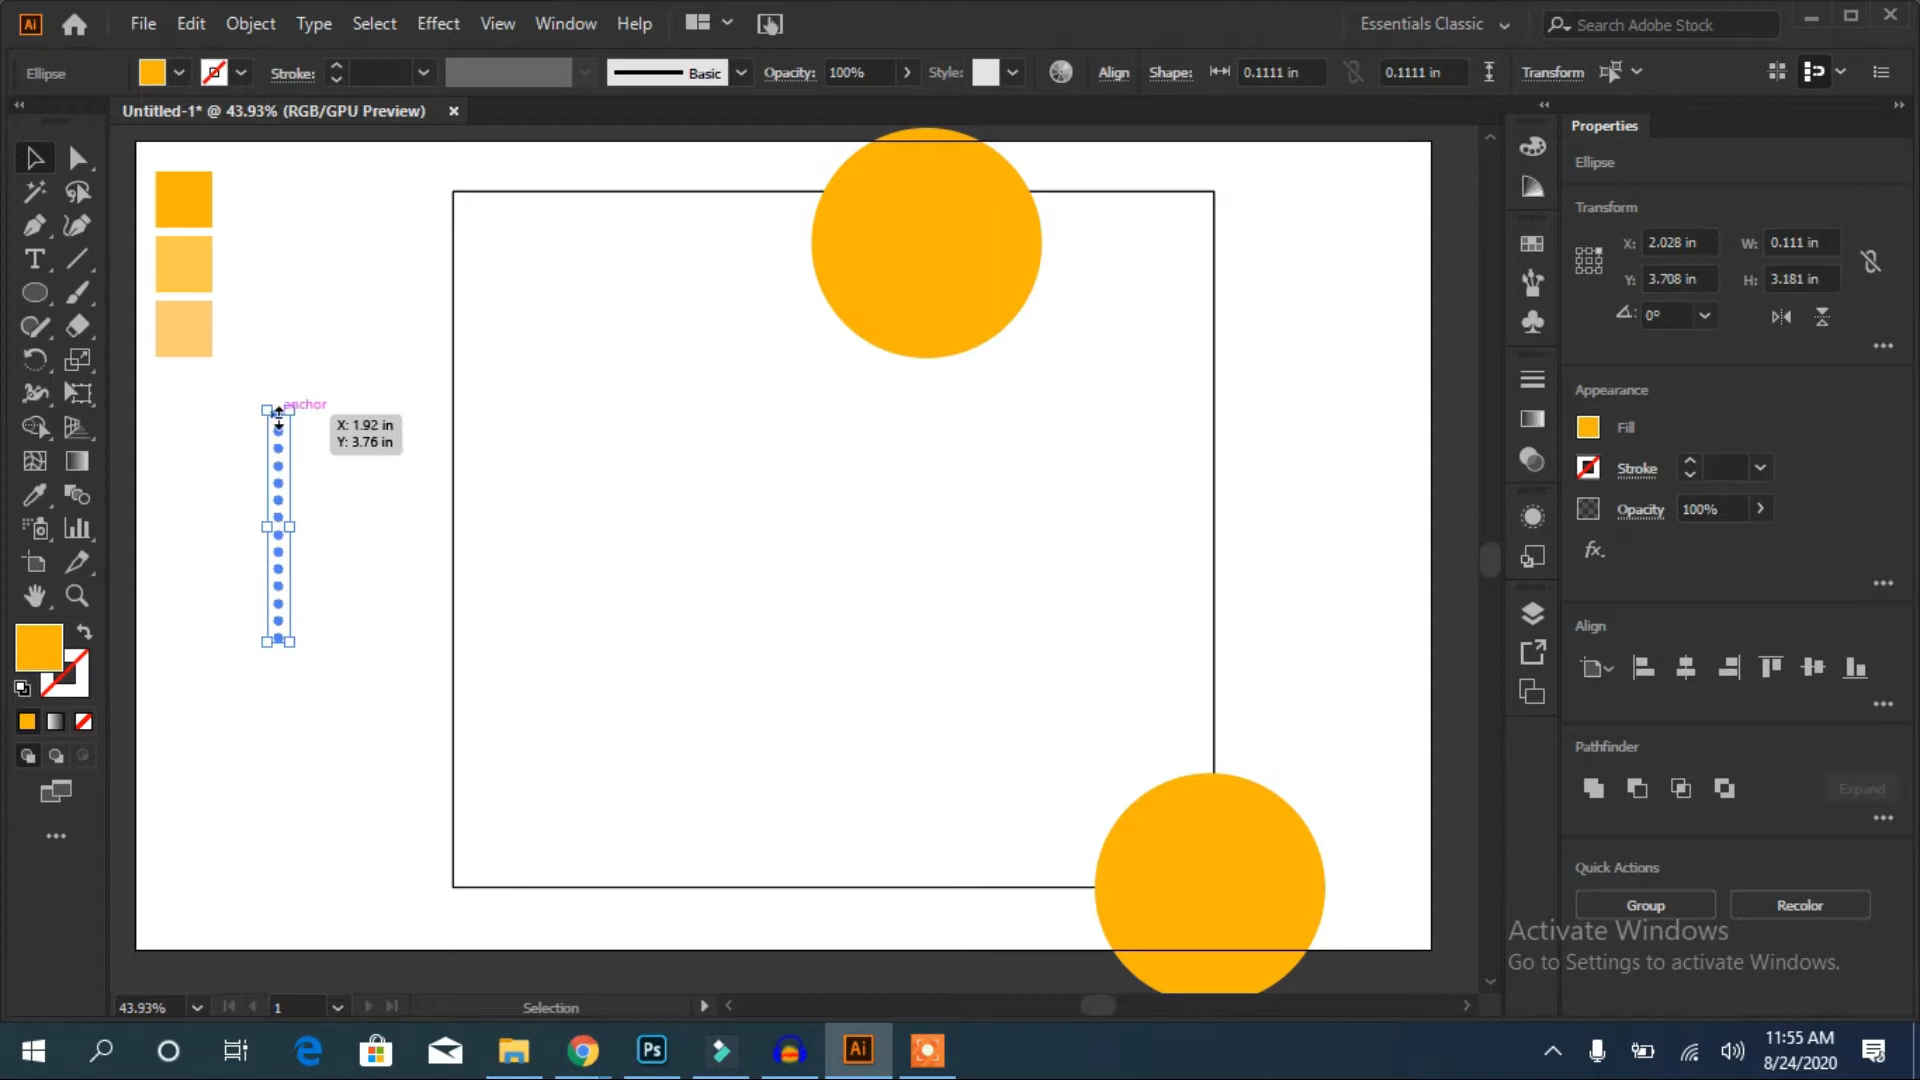 Ai File Edit Object Type Select Effect View Window Help Essentials Classic Search Adobe Stock
Ellipse Stroke: Basic Opacity: 100% Style: Align Shape: 0.1111 in 0.1111 in Transform
Untitled-1* @ 43.93% (RGB/GPU Preview)
Properties
Ellipse
Transform
X: 2.028 in W: 0.111 in
Y: 3.708 in H: 3.181 in
0°
Appearance
Fill
Stroke
Opacity 100%
fx.
Align
Pathfinder
Expand
Quick Actions
Group Recolor
Activate Windows
Go to Settings to activate Windows.
anchor
X: 1.92 in
Y: 3.76 in
43.93% 1 Selection
Ps Ai
11:55 AM
8/24/2020